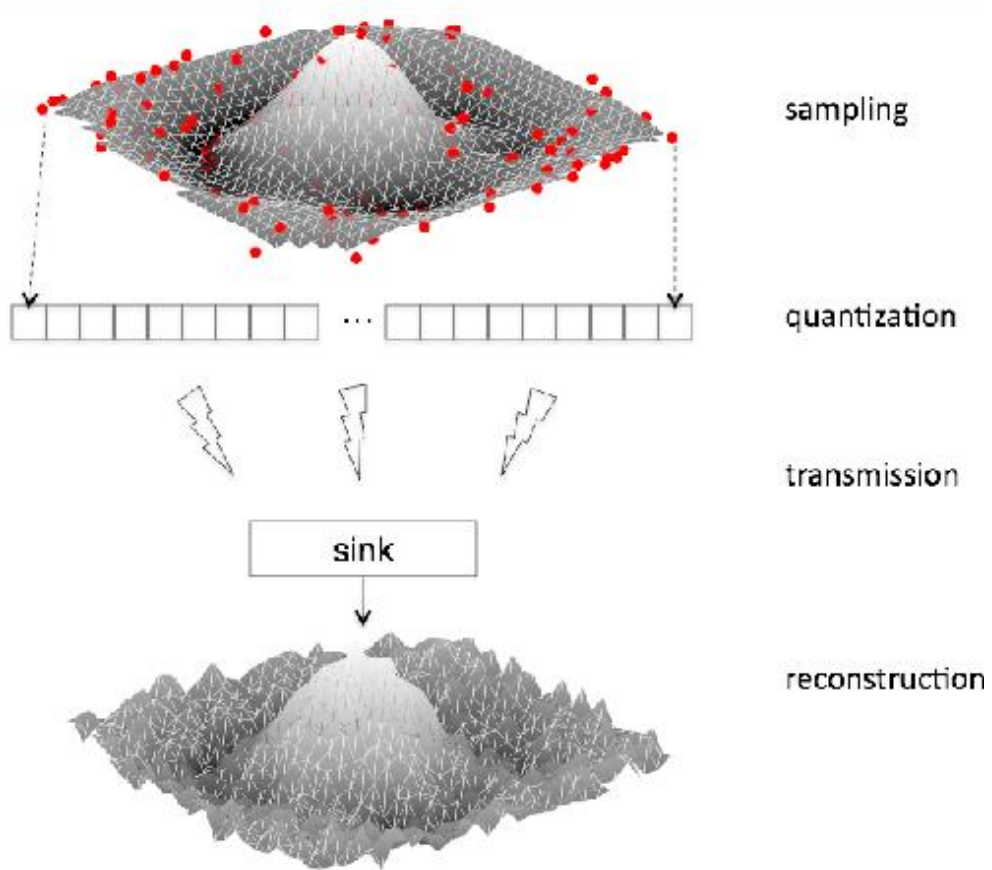 sampling
quantization
...
transmission
sink
reconstruction